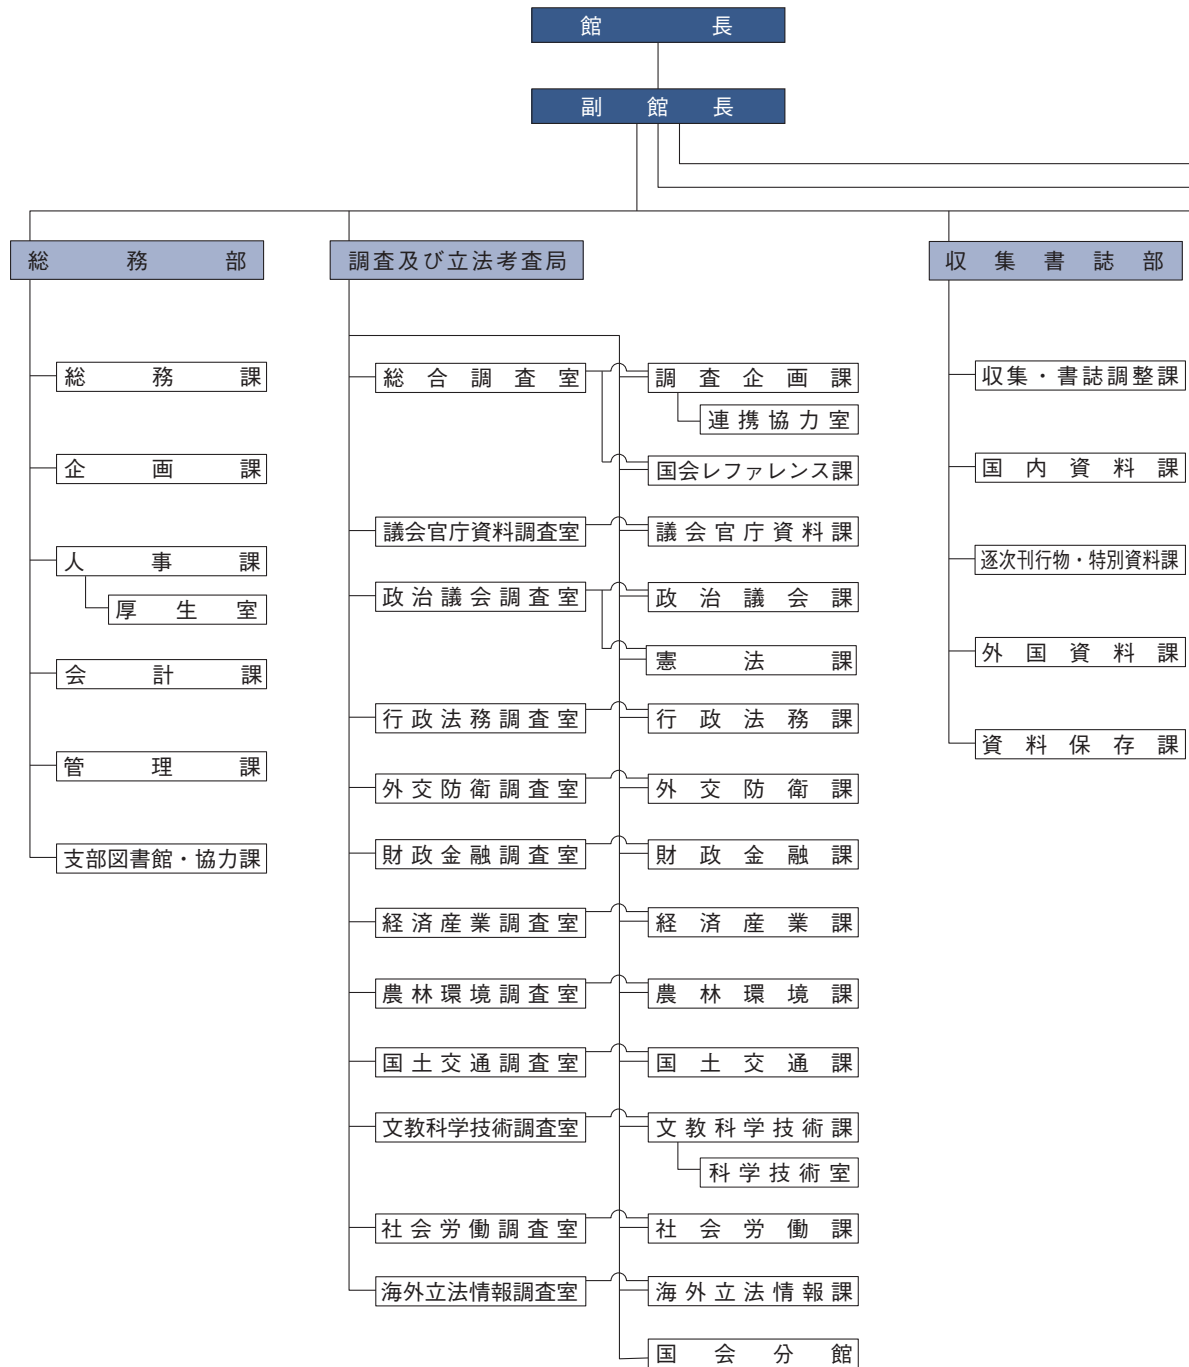 館長
副館長
総務部
総務課
企画課
人事課
厚生室
会計課
管理課
支部図書館・協力課
調査及び立法考査局
総合調査室
調査企画課
連携協力室
国会レファレンス課
議会官庁資料調査室
議会官庁資料課
政治議会調査室
政治議会課
憲法課
行政法務調査室
行政法務課
外交防衛調査室
外交防衛課
財政金融調査室
財政金融課
経済産業調査室
経済産業課
農林環境調査室
農林環境課
国土交通調査室
国土交通課
文教科学技術調査室
文教科学技術課
科学技術室
社会労働調査室
社会労働課
海外立法情報調査室
海外立法情報課
国会分館
収集書誌部
収集・書誌調整課
国内資料課
逐次刊行物・特別資料課
外国資料課
資料保存課